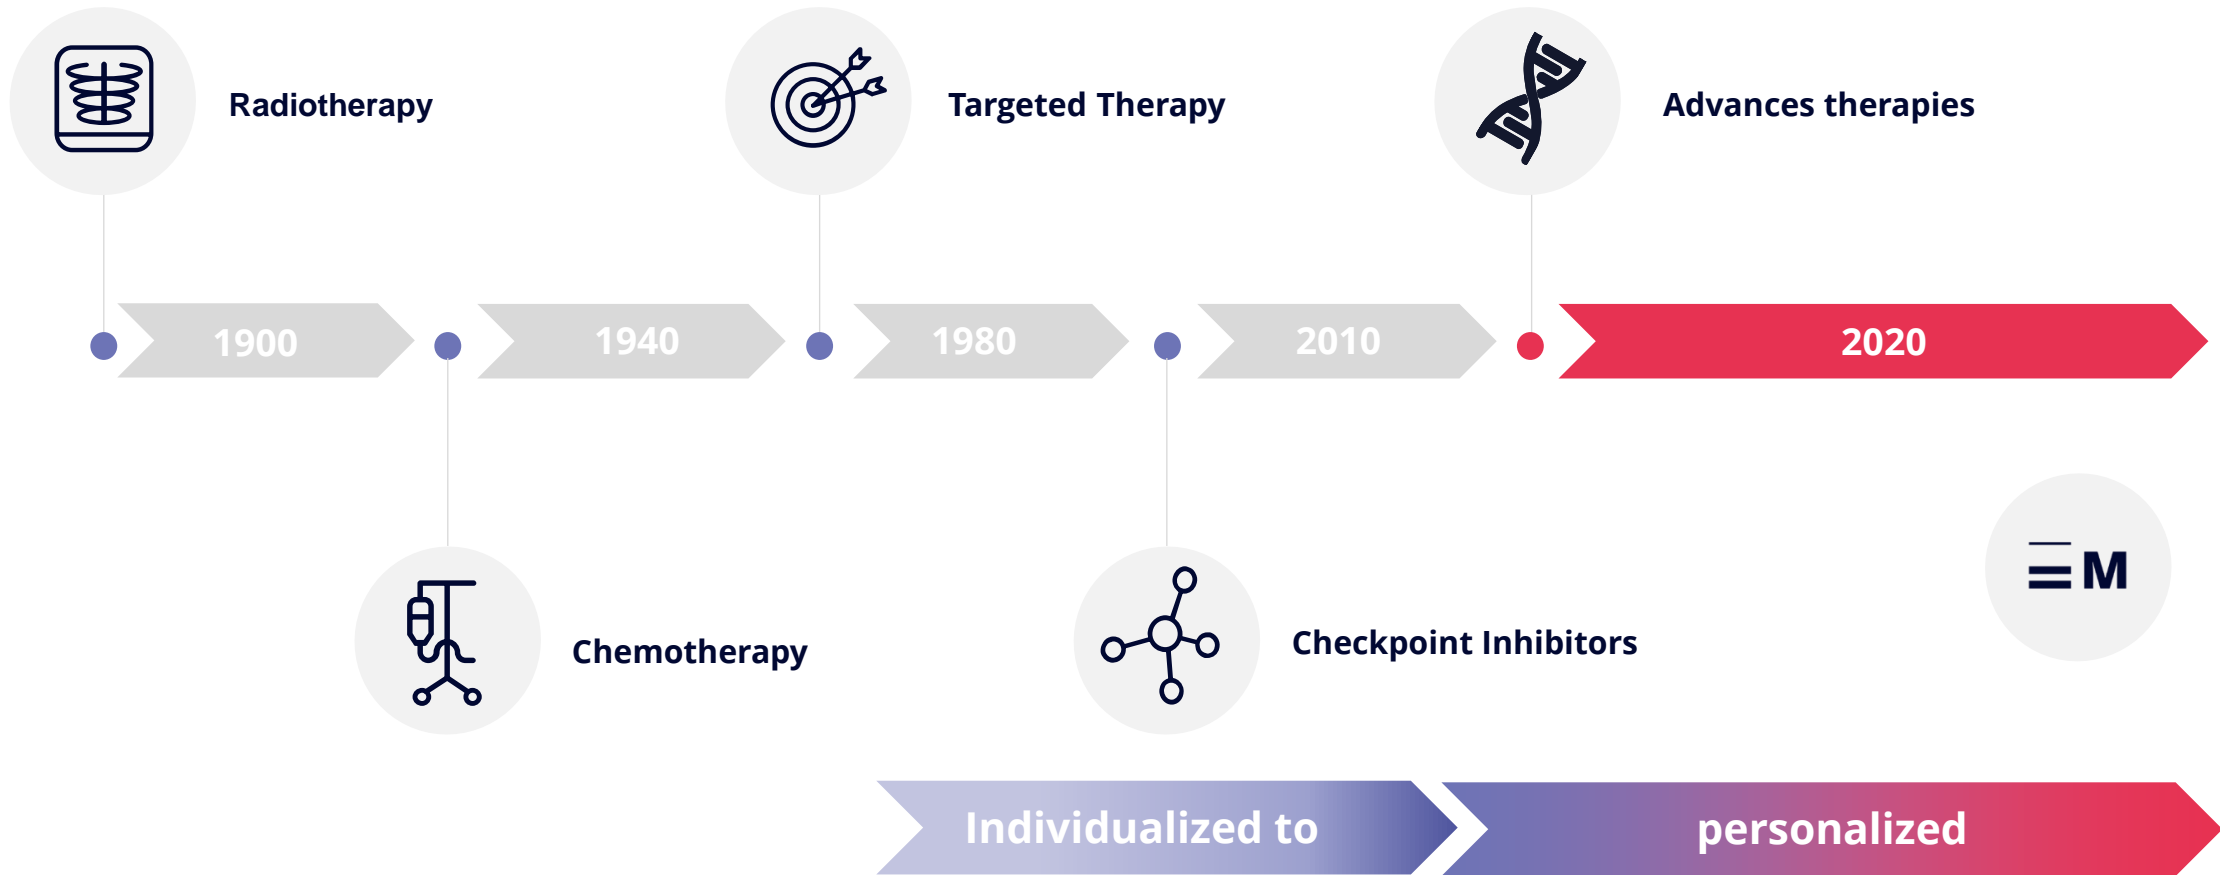 Radiotherapy
Targeted Therapy
Advances therapies
1900
1940
1980
2010
2020
Chemotherapy
Checkpoint Inhibitors
M
Individualized to
personalized